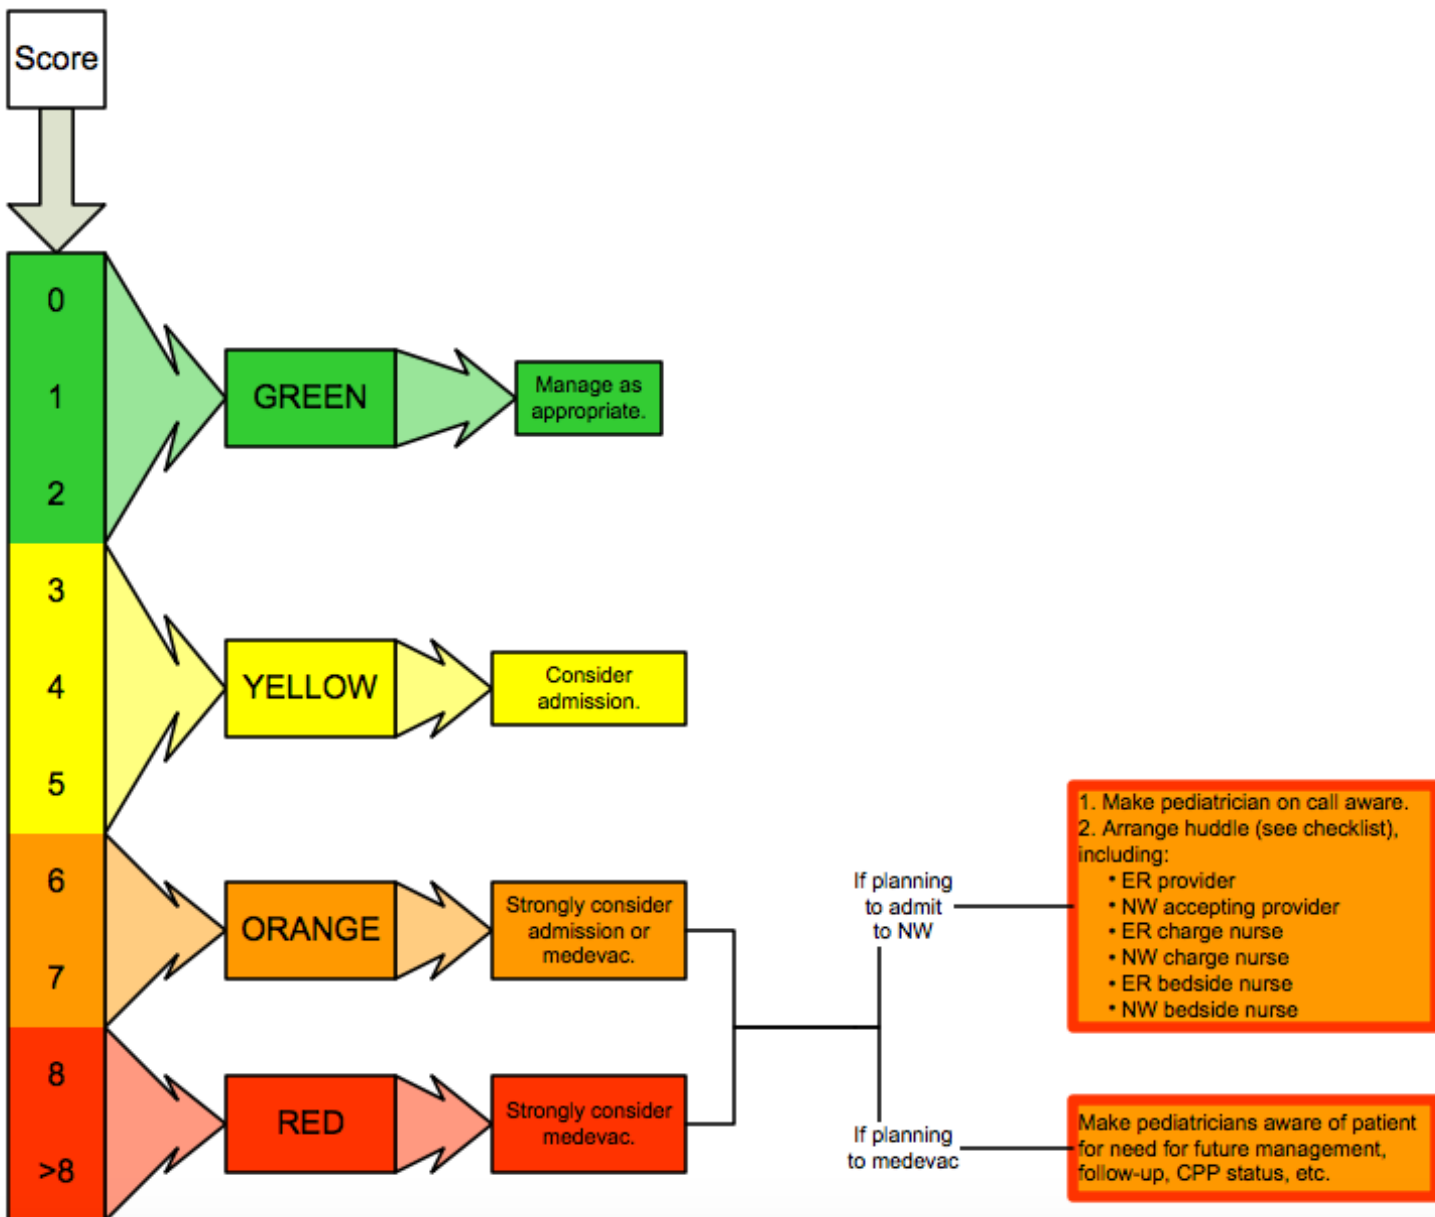 Score
0
1
2
3
4
5
6
7
8
>8
GREEN
Manage as
appropriate.
YELLOW
Consider
admission.
ORANGE
Strongly consider
admission or
medevac.
RED
Strongly consider
medevac.
If planning
to admit
to NW
1. Make pediatrician on call aware.
2. Arrange huddle (see checklist),
including:
• ER provider
• NW accepting provider
• ER charge nurse
• NW charge nurse
• ER bedside nurse
• NW bedside nurse
If planning
to medevac
Make pediatricians aware of patient
for need for future management,
follow-up, CPP status, etc.